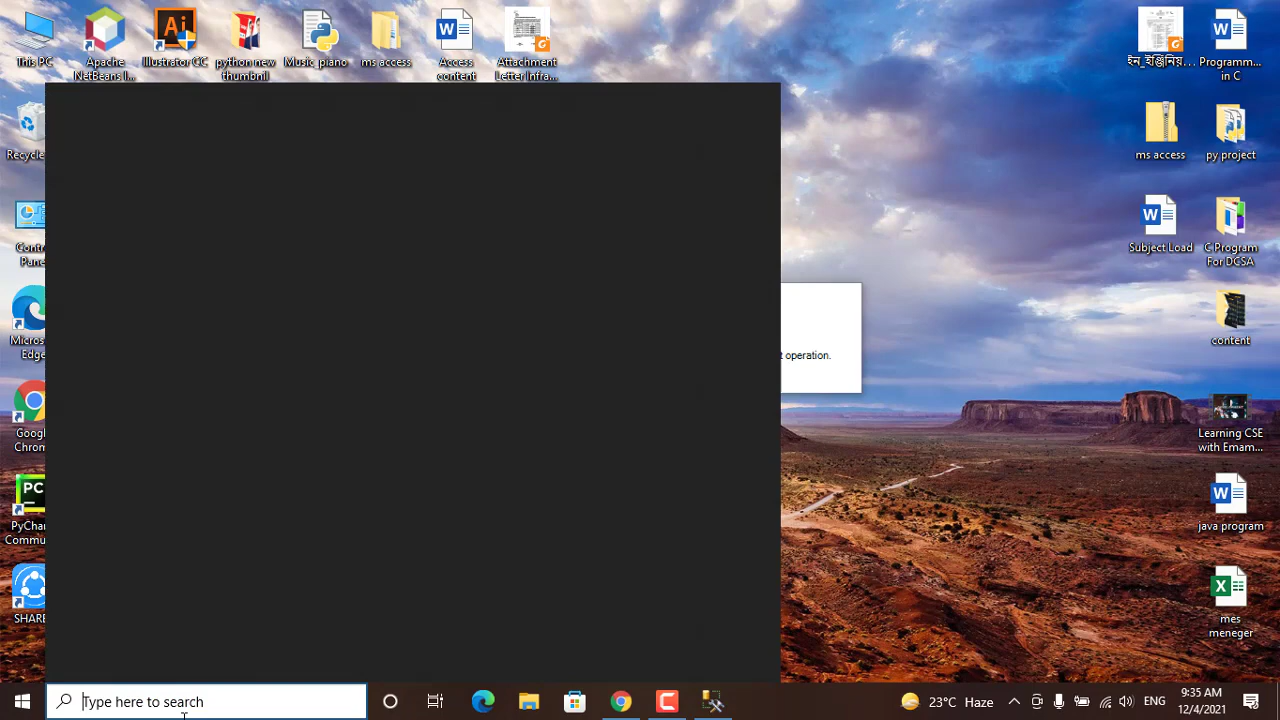 This PC
Apache
NetBeans I...
Illustrator CC
python new
thumbnil
Music_piano
ms access
Access
content
Attachment
Letter Infra...
ইন_ইঞ্জিনিয়...
Programm...
in C
Recycle
ms access
py project
Contr
Pane
Subject Load
C Program
For DCSA
Micros
Edge
content
t operation.
Goog
Chrom
Learning CSE
with Emam...
PyChar
Commu
java program
SHARE
mes
meneger
Type here to search
23°C Haze
ENG
9:35 AM
12/4/2021